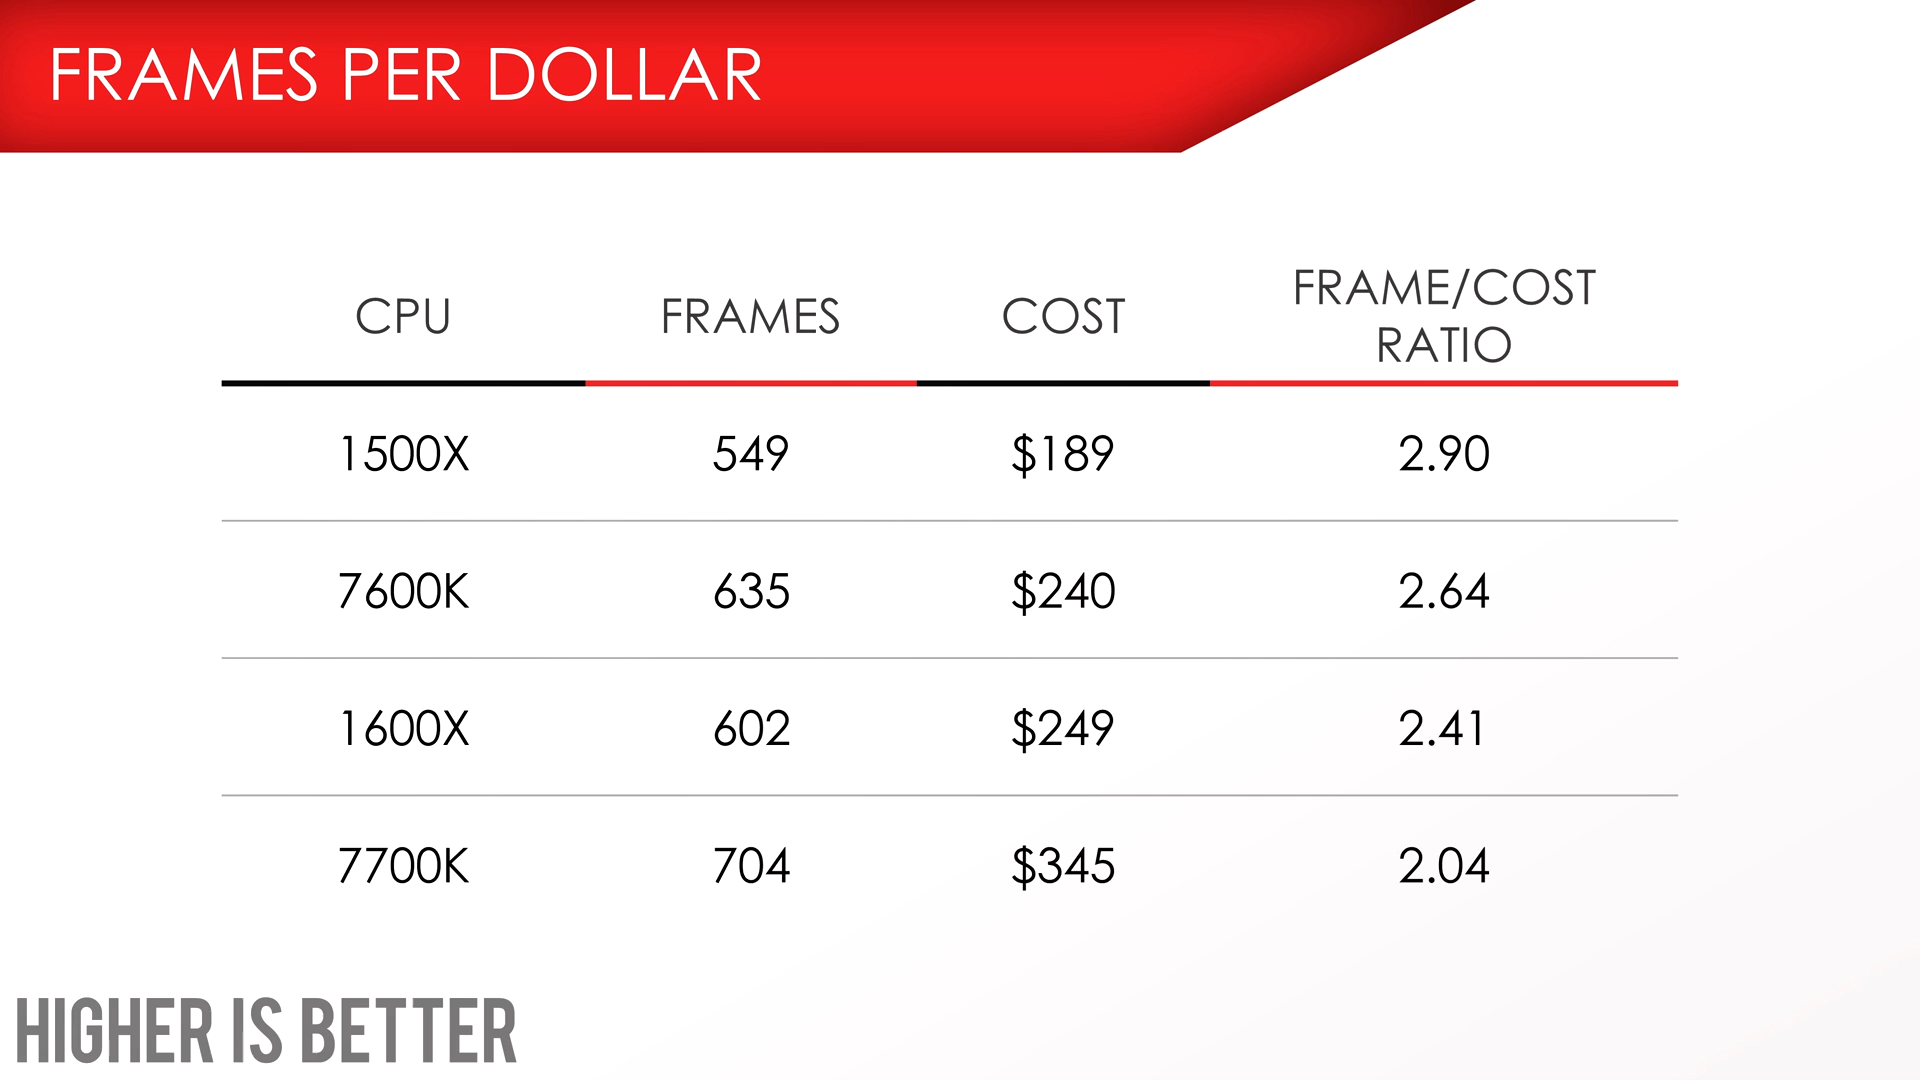 FRAMES PER DOLLAR
CPU FRAMES COST FRAME/COST RATIO
1500X 549 $189 2.90
7600K 635 $240 2.64
1600X 602 $249 2.41
7700K 704 $345 2.04
HIGHER IS BETTER